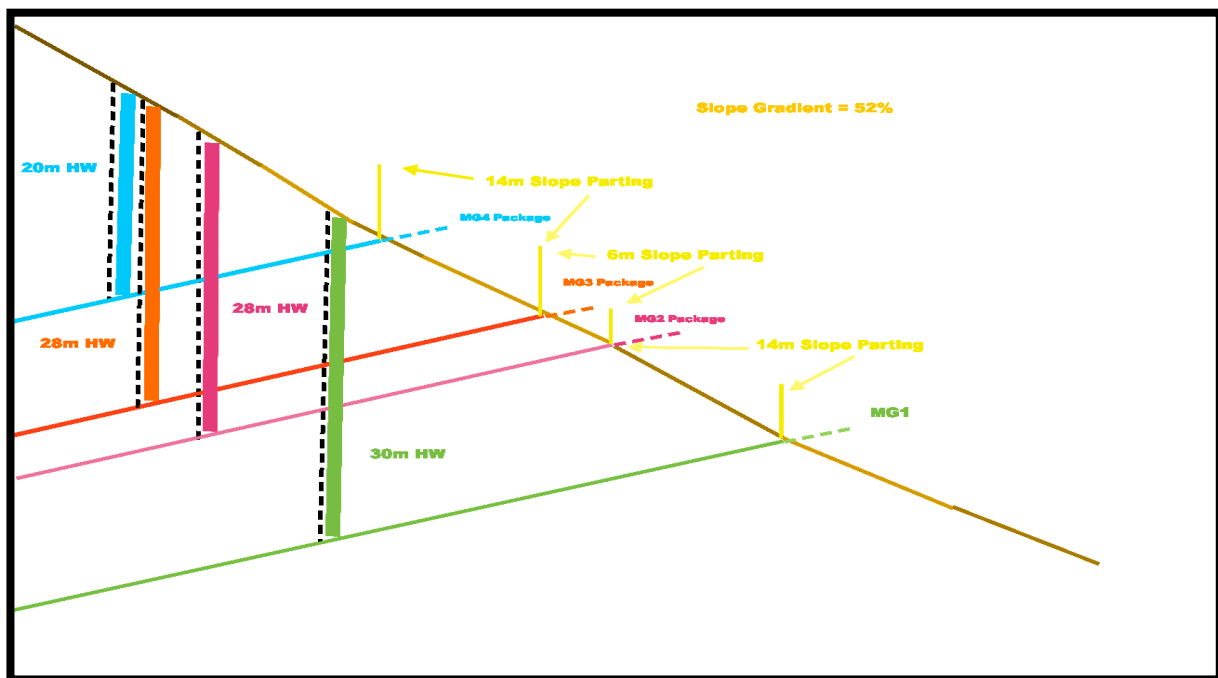 Slope Gradient = 52%
20m HW
14m Slope Parting
MG4 Package
6m Slope Parting
MG3 Package
28m HW
MG2 Package
28m HW
14m Slope Parting
MG1
30m HW